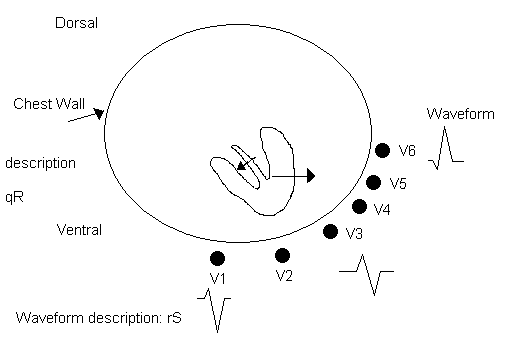 Dorsal
Chest Wall
Waveform
V6
description
V5
qR
V4
Ventral
V3
V1
V2
Waveform description: rS